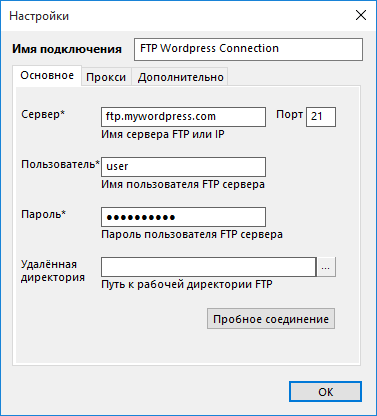 Настройки
Имя подключения FTP Wordpress Connection
Основное Прокси Дополнительно
Сервер* ftp.mywordpress.com Порт 21
Имя сервера FTP или IP
Пользователь* user
Имя пользователя FTP сервера
Пароль* ●●●●●●●●●●
Пароль пользователя FTP сервера
Удалённая
директория ...
Путь к рабочей директории FTP
Пробное соединение
OK